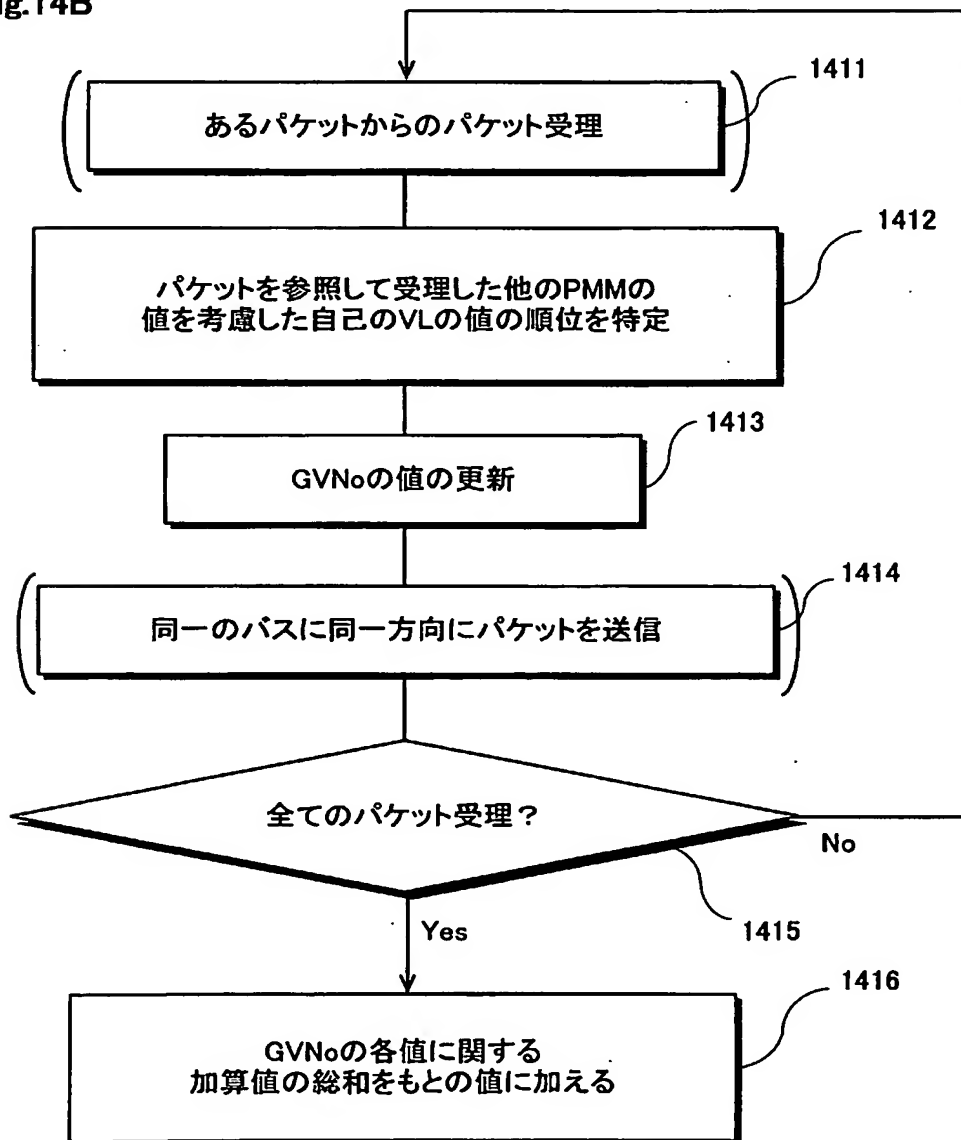 ig.14B
1411
あるパケットからのパケット受理
1412
パケットを参照して受理した他のPMMの
値を考慮した自己のVLの値の順位を特定
1413
GVNoの値の更新
1414
同一のバスに同一方向にパケットを送信
全てのパケット受理?
No
Yes
1415
1416
GVNoの各値に関する
加算値の総和をもとの値に加える